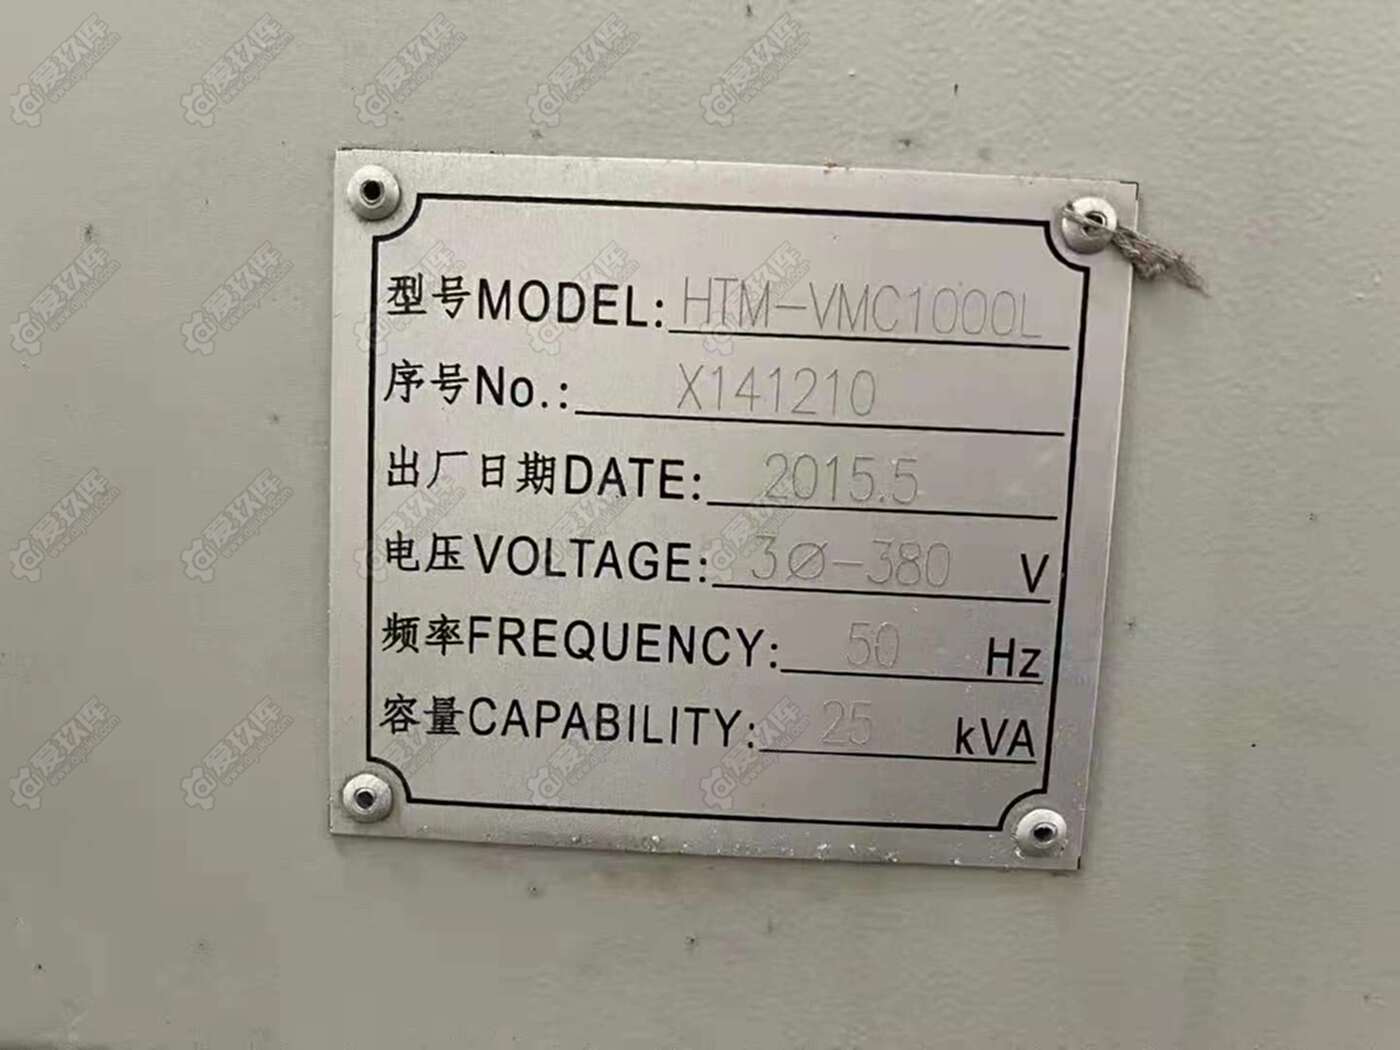 型号MODEL: HTM-VMC1000L
序号No.: X141210
出厂日期DATE: 2015.5
电压VOLTAGE: 3Ø-380 V
频率FREQUENCY: 50 Hz
容量CAPABILITY: 25 kVA
爱玖库